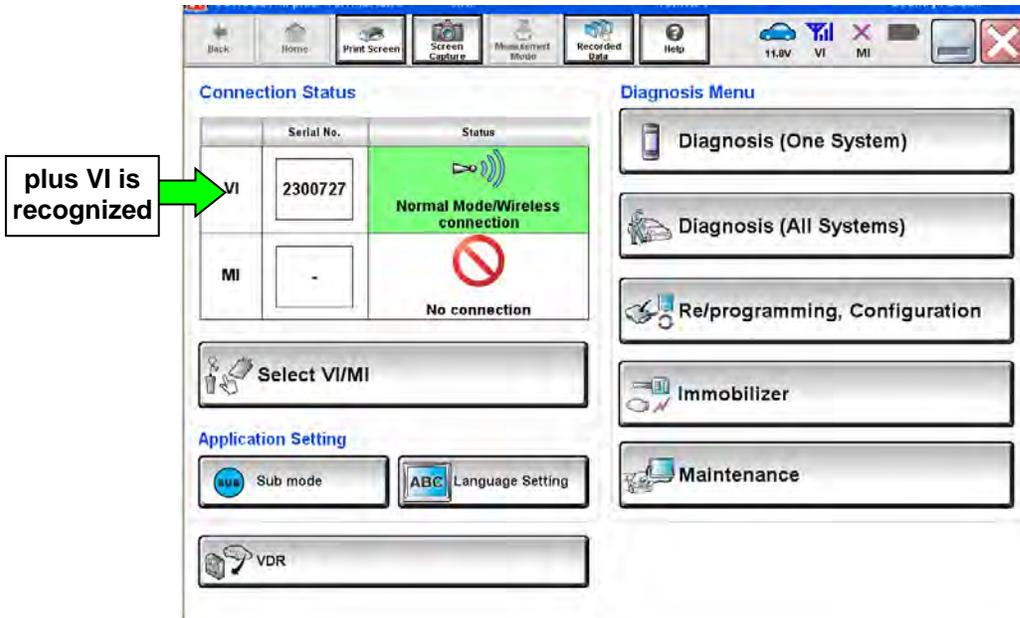 Back
Home
Print Screen
Screen
Capture
Measurement
Mode
Recorded
Data
Help
11.8V
VI
MI
Connection Status
Serial No.
Status
VI
2300727
Normal Mode/Wireless
connection
MI
-
No connection
Select VI/MI
Application Setting
SUB
Sub mode
ABC
Language Setting
VDR
plus VI is
recognized
Diagnosis Menu
Diagnosis (One System)
Diagnosis (All Systems)
Re/programming, Configuration
Immobilizer
Maintenance